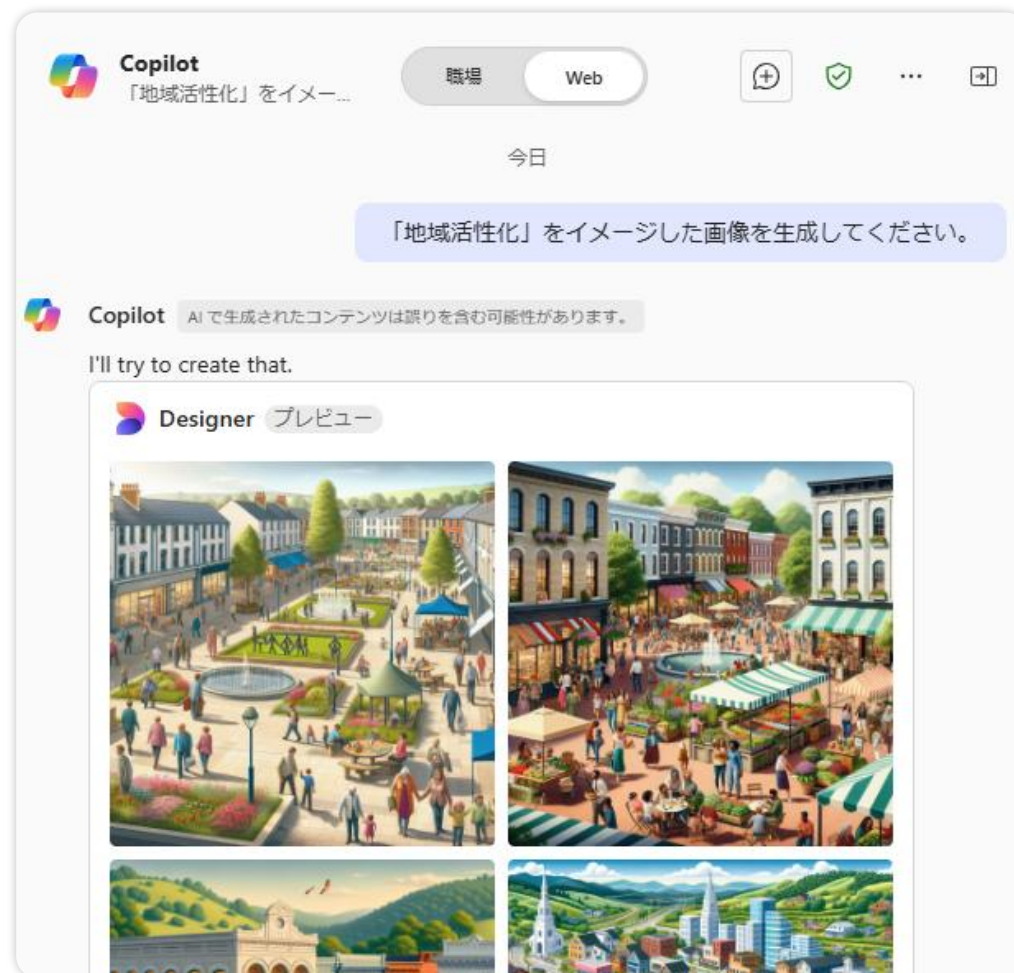 Copilot
「地域活性化」をイメー...
職場
Web
今日
「地域活性化」をイメージした画像を生成してください。
Copilot
AI で生成されたコンテンツは誤りを含む可能性があります。
I'll try to create that.
Designer
プレビュー